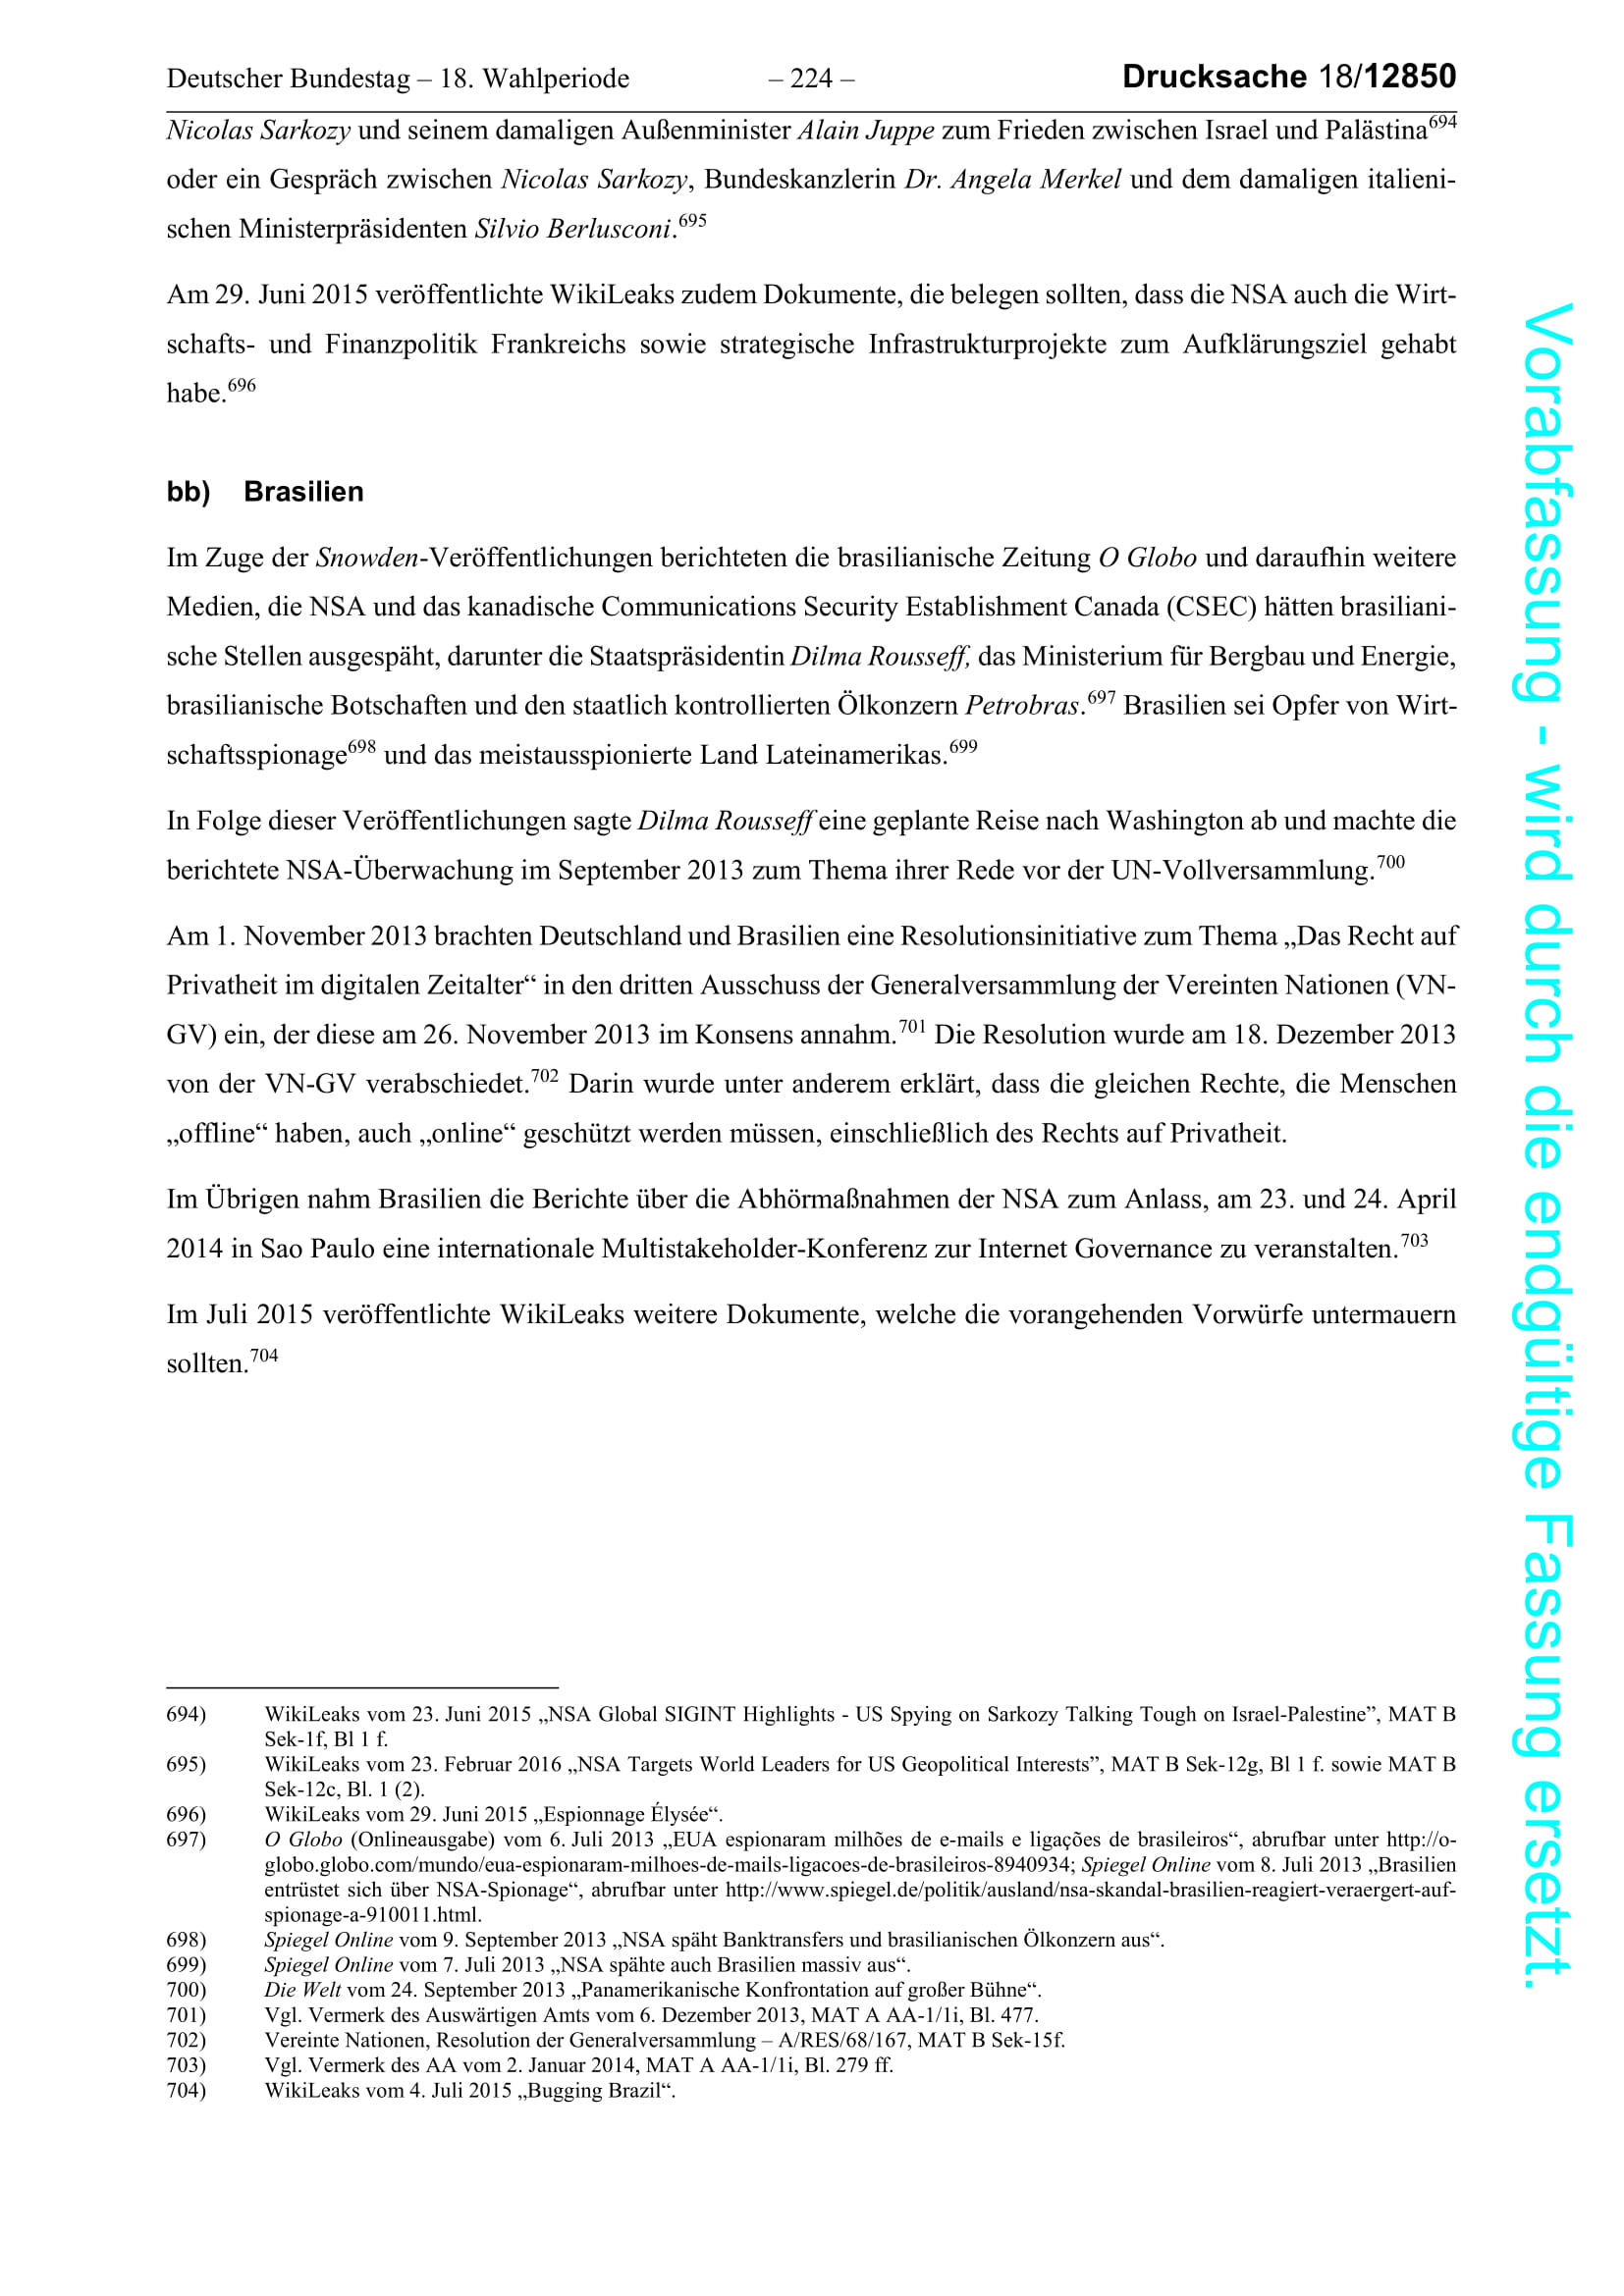 Deutscher Bundestag – 18. Wahlperiode – 224 – Drucksache 18/12850
Nicolas Sarkozy und seinem damaligen Außenminister Alain Juppe zum Frieden zwischen Israel und Palästina694
oder ein Gespräch zwischen Nicolas Sarkozy, Bundeskanzlerin Dr. Angela Merkel und dem damaligen italieni-
schen Ministerpräsidenten Silvio Berlusconi.695
Am 29. Juni 2015 veröffentlichte WikiLeaks zudem Dokumente, die belegen sollten, dass die NSA auch die Wirt-
schafts- und Finanzpolitik Frankreichs sowie strategische Infrastrukturprojekte zum Aufklärungsziel gehabt
habe.696
bb) Brasilien
Im Zuge der Snowden-Veröffentlichungen berichteten die brasilianische Zeitung O Globo und daraufhin weitere
Medien, die NSA und das kanadische Communications Security Establishment Canada (CSEC) hätten brasiliani-
sche Stellen ausgespäht, darunter die Staatspräsidentin Dilma Rousseff, das Ministerium für Bergbau und Energie,
brasilianische Botschaften und den staatlich kontrollierten Ölkonzern Petrobras.697 Brasilien sei Opfer von Wirt-
schaftsspionage698 und das meistausspionierte Land Lateinamerikas.699
In Folge dieser Veröffentlichungen sagte Dilma Rousseff eine geplante Reise nach Washington ab und machte die
berichtete NSA-Überwachung im September 2013 zum Thema ihrer Rede vor der UN-Vollversammlung.700
Am 1. November 2013 brachten Deutschland und Brasilien eine Resolutionsinitiative zum Thema „Das Recht auf
Privatheit im digitalen Zeitalter“ in den dritten Ausschuss der Generalversammlung der Vereinten Nationen (VN-
GV) ein, der diese am 26. November 2013 im Konsens annahm.701 Die Resolution wurde am 18. Dezember 2013
von der VN-GV verabschiedet.702 Darin wurde unter anderem erklärt, dass die gleichen Rechte, die Menschen
„offline“ haben, auch „online“ geschützt werden müssen, einschließlich des Rechts auf Privatheit.
Im Übrigen nahm Brasilien die Berichte über die Abhörmaßnahmen der NSA zum Anlass, am 23. und 24. April
2014 in Sao Paulo eine internationale Multistakeholder-Konferenz zur Internet Governance zu veranstalten.703
Im Juli 2015 veröffentlichte WikiLeaks weitere Dokumente, welche die vorangehenden Vorwürfe untermauern
sollten.704
694) WikiLeaks vom 23. Juni 2015 „NSA Global SIGINT Highlights - US Spying on Sarkozy Talking Tough on Israel-Palestine”, MAT B
Sek-1f, Bl 1 f.
695) WikiLeaks vom 23. Februar 2016 „NSA Targets World Leaders for US Geopolitical Interests”, MAT B Sek-12g, Bl 1 f. sowie MAT B
Sek-12c, Bl. 1 (2).
696) WikiLeaks vom 29. Juni 2015 „Espionnage Élysée“.
697) O Globo (Onlineausgabe) vom 6. Juli 2013 „EUA espionaram milhões de e-mails e ligações de brasileiros“, abrufbar unter http://o-
globo.globo.com/mundo/eua-espionaram-milhoes-de-mails-ligacoes-de-brasileiros-8940934; Spiegel Online vom 8. Juli 2013 „Brasilien
entrüstet sich über NSA-Spionage“, abrufbar unter http://www.spiegel.de/politik/ausland/nsa-skandal-brasilien-reagiert-veraergert-auf-
spionage-a-910011.html.
698) Spiegel Online vom 9. September 2013 „NSA späht Banktransfers und brasilianischen Ölkonzern aus“.
699) Spiegel Online vom 7. Juli 2013 „NSA spähte auch Brasilien massiv aus“.
700) Die Welt vom 24. September 2013 „Panamerikanische Konfrontation auf großer Bühne“.
701) Vgl. Vermerk des Auswärtigen Amts vom 6. Dezember 2013, MAT A AA-1/1i, Bl. 477.
702) Vereinte Nationen, Resolution der Generalversammlung – A/RES/68/167, MAT B Sek-15f.
703) Vgl. Vermerk des AA vom 2. Januar 2014, MAT A AA-1/1i, Bl. 279 ff.
704) WikiLeaks vom 4. Juli 2015 „Bugging Brazil“.
Vorabfassung - wird durch die endgültige Fassung ersetzt.